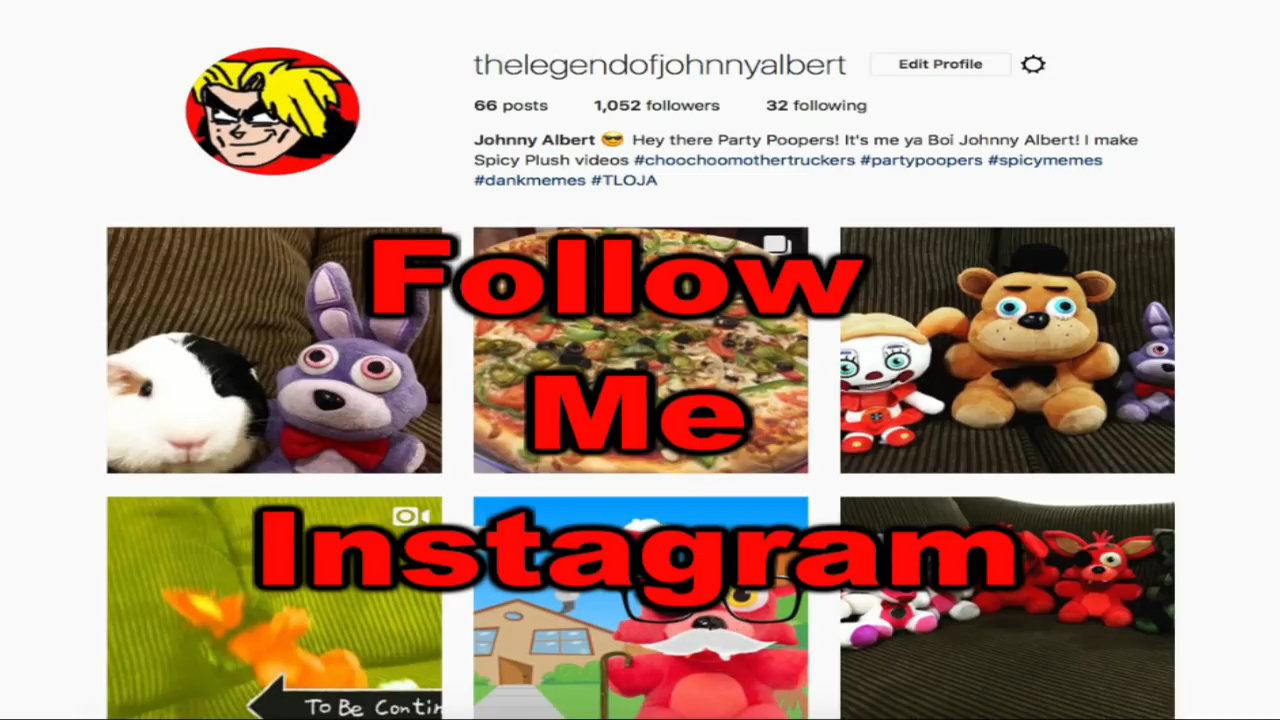 thelegendofjohnnyalbert Edit Profile
66 posts 1,052 followers 32 following
Johnny Albert 😎 Hey there Party Poopers! It's me ya Boi Johnny Albert! I make
Spicy Plush videos #choochoomothertruckers #partypoopers #spicymemes
#dankmemes #TLOJA
Follow
Me
Instagram
To Be Contin